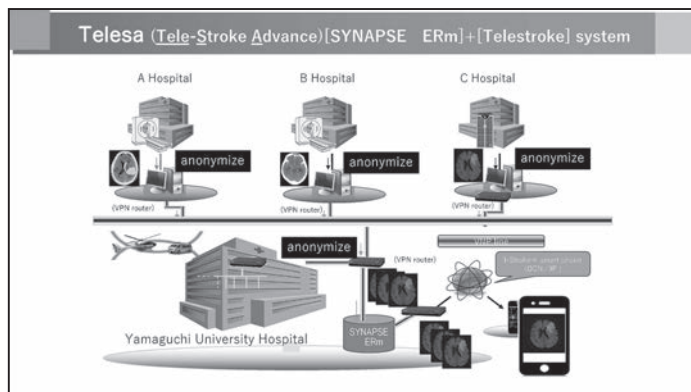 Telesa (Tele-Stroke Advance)[SYNAPSE ERm]+[Telestroke] system
A Hospital
B Hospital
C Hospital
anonymize
anonymize
anonymize
(VPN router)
(VPN router)
(VPN router)
anonymize
(VPN router)
SYNAPSE
ERm
Yamaguchi University Hospital